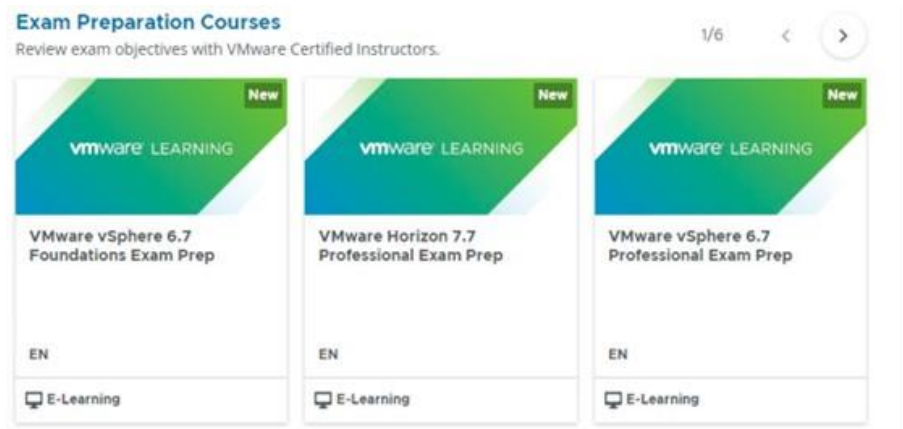 Exam Preparation Courses
Review exam objectives with VMware Certified Instructors.
1/6
New
vmware LEARNING
VMware vSphere 6.7
Foundations Exam Prep
EN
E-Learning
New
vmware LEARNING
VMware Horizon 7.7
Professional Exam Prep
EN
E-Learning
New
vmware LEARNING
VMware vSphere 6.7
Professional Exam Prep
EN
E-Learning